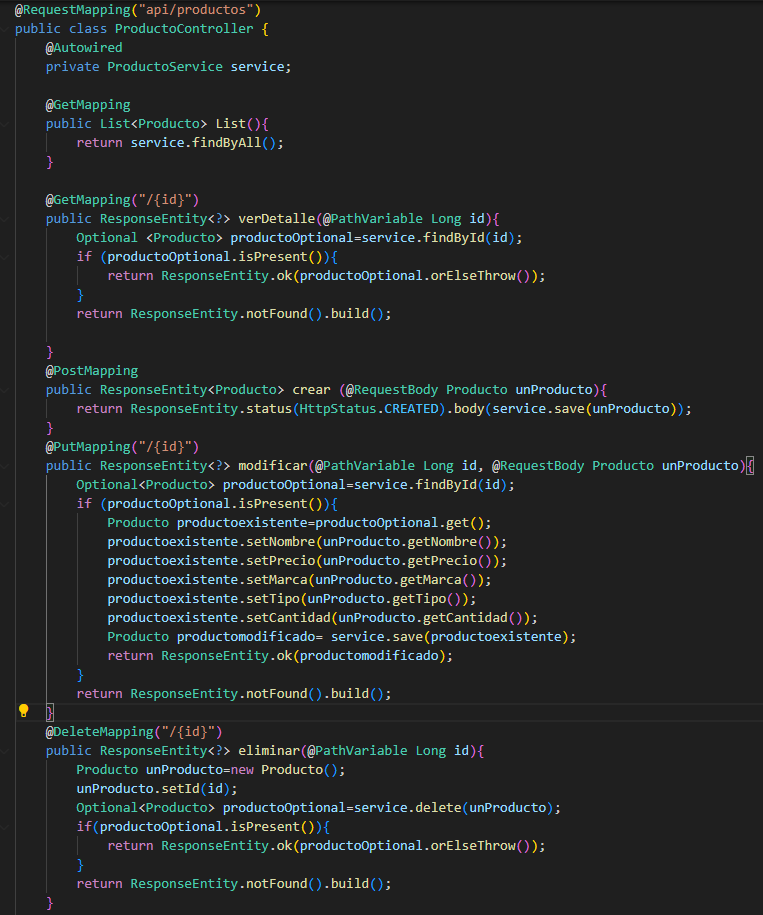 @RequestMapping("api/productos")
public class ProductoController {
@Autowired
private ProductoService service;
@GetMapping
public List<Producto> List(){
return service.findByAll();
}
@GetMapping("/{id}")
public ResponseEntity<?> verDetalle(@PathVariable Long id){
Optional <Producto> productoOptional=service.findById(id);
if (productoOptional.isPresent()){
return ResponseEntity.ok(productoOptional.orElseThrow());
}
return ResponseEntity.notFound().build();
}
@PostMapping
public ResponseEntity<Producto> crear (@RequestBody Producto unProducto){
return ResponseEntity.status(HttpStatus.CREATED).body(service.save(unProducto));
}
@PutMapping("/{id}")
public ResponseEntity<?> modificar(@PathVariable Long id, @RequestBody Producto unProducto){
Optional<Producto> productoOptional=service.findById(id);
if (productoOptional.isPresent()){
Producto productoexistente=productoOptional.get();
productoexistente.setNombre(unProducto.getNombre());
productoexistente.setPrecio(unProducto.getPrecio());
productoexistente.setMarca(unProducto.getMarca());
productoexistente.setTipo(unProducto.getTipo());
productoexistente.setCantidad(unProducto.getCantidad());
Producto productomodificado= service.save(productoexistente);
return ResponseEntity.ok(productomodificado);
}
return ResponseEntity.notFound().build();
}
@DeleteMapping("/{id}")
public ResponseEntity<?> eliminar(@PathVariable Long id){
Producto unProducto=new Producto();
unProducto.setId(id);
Optional<Producto> productoOptional=service.delete(unProducto);
if(productoOptional.isPresent()){
return ResponseEntity.ok(productoOptional.orElseThrow());
}
return ResponseEntity.notFound().build();
}